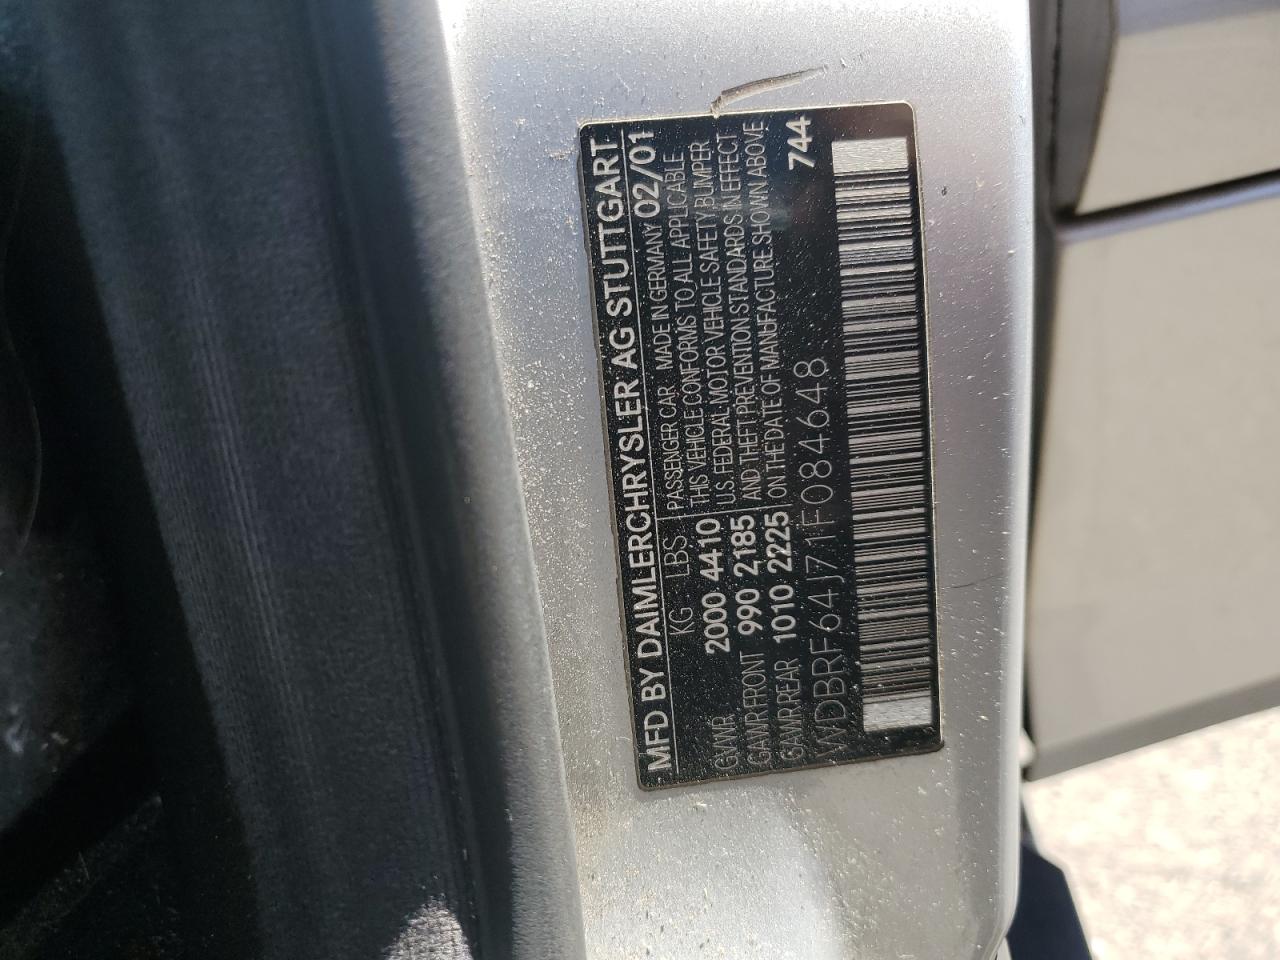 MFD BY DAIMLERCHRYSLER AG STUTTGART
KG LBS PASSENGER CAR MADE IN GERMANY 02/01
THIS VEHICLE CONFORMS TO ALL APPLICABLE
GVWR 2000 4410 U.S. FEDERAL MOTOR VEHICLE SAFETY BUMPER
GAWR FRONT 990 2185 AND THEFT PREVENTION STANDARDS IN EFFECT
GAWR REAR 1010 2225 ON THE DATE OF MANUFACTURE SHOWN ABOVE
WDBRF64J71F084648 744